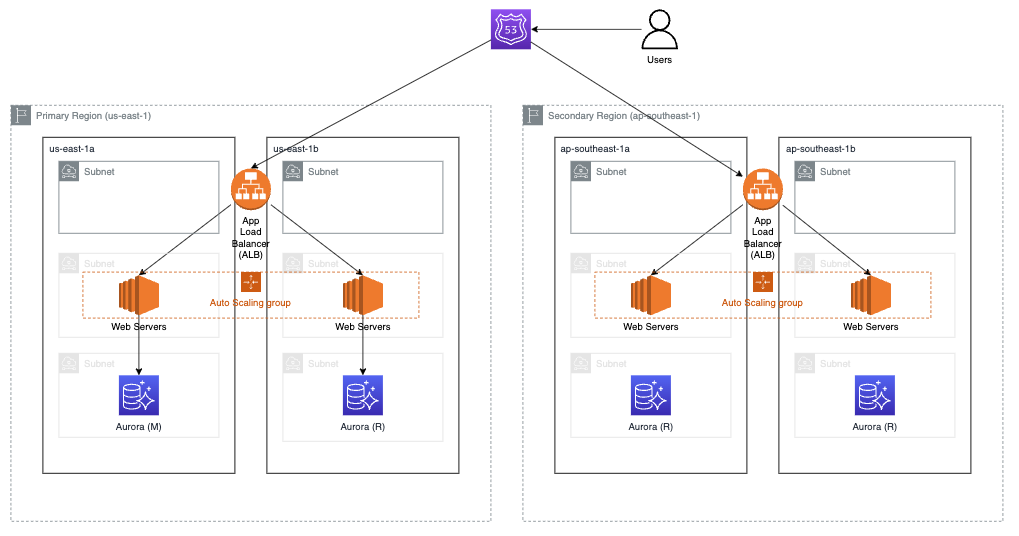 53
Users
Primary Region (us-east-1)
Secondary Region (ap-southeast-1)
us-east-1a
us-east-1b
ap-southeast-1a
ap-southeast-1b
Subnet
Subnet
Subnet
Subnet
App
Load
Balancer
(ALB)
App
Load
Balancer
(ALB)
Subnet
Subnet
Subnet
Subnet
Auto Scaling group
Auto Scaling group
Web Servers
Web Servers
Web Servers
Web Servers
Subnet
Subnet
Subnet
Subnet
Aurora (M)
Aurora (R)
Aurora (R)
Aurora (R)